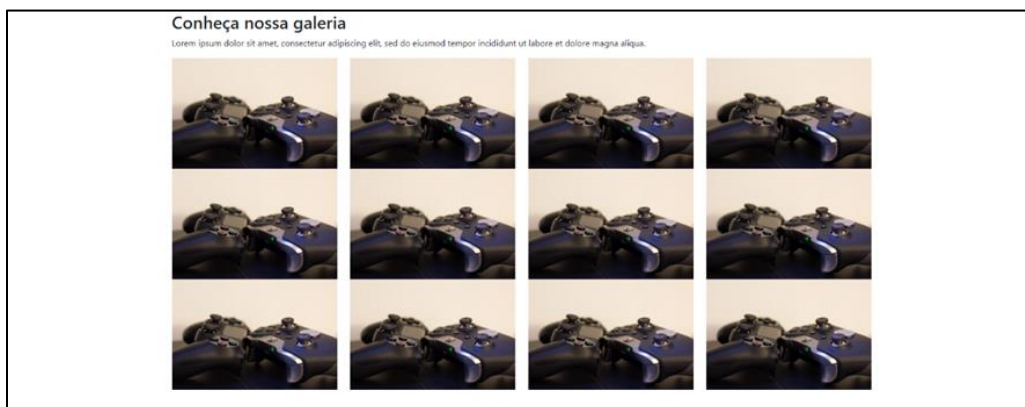 Conheça nossa galeria
Lorem ipsum dolor sit amet, consectetur adipiscing elit, sed do eiusmod tempor incididunt ut labore et dolore magna aliqua.